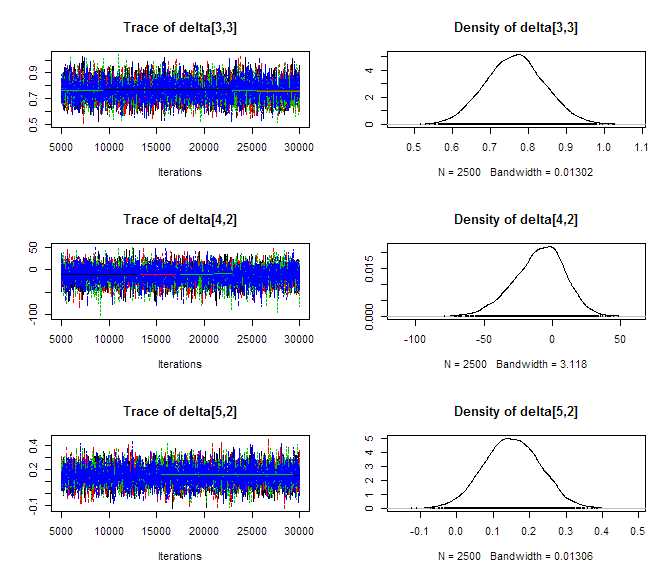 Trace of delta[3,3]
0.5 0.7 0.9
5000 10000 15000 20000 25000 30000
Iterations
Density of delta[3,3]
0 2 4
0.5 0.6 0.7 0.8 0.9 1.0 1.1
N = 2500 Bandwidth = 0.01302
Trace of delta[4,2]
-100 0 50
5000 10000 15000 20000 25000 30000
Iterations
Density of delta[4,2]
0.000 0.015
-100 -50 0 50
N = 2500 Bandwidth = 3.118
Trace of delta[5,2]
-0.1 0.2 0.4
5000 10000 15000 20000 25000 30000
Iterations
Density of delta[5,2]
0 1 2 3 4 5
-0.1 0.0 0.1 0.2 0.3 0.4 0.5
N = 2500 Bandwidth = 0.01306